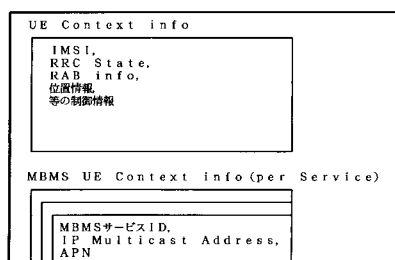 UE Context info
IMSI,
RRC State,
RAB info,
位置情報,
等の制御情報
MBMS UE Context info(per Service)
MBMSサービスID,
IP Multicast Address,
APN